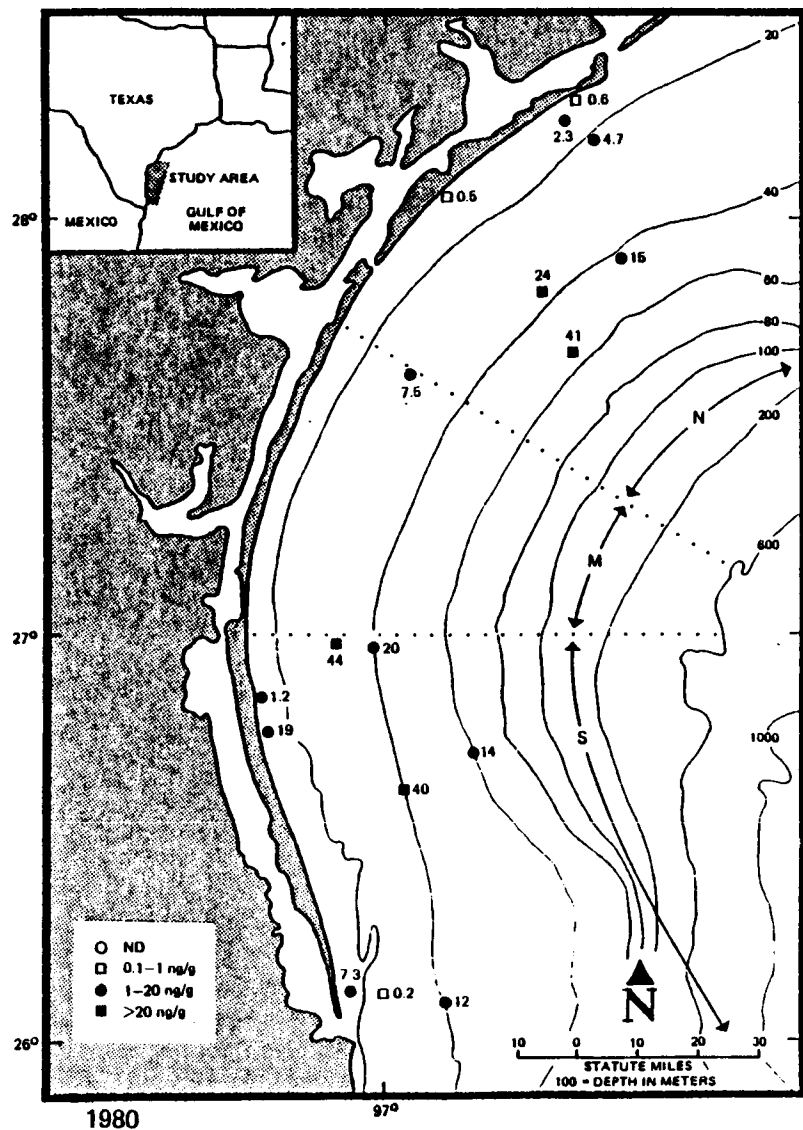 TEXAS
STUDY AREA
MEXICO
GULF OF
MEXICO
20
0.6
2.3
4.7
28°
0.5
40
15
24
60
41
80
100
7.5
N
200
M
600
27°
20
44
1.2
S
19
14
1000
40
○ ND
□ 0.1–1 ng/g
● 1–20 ng/g
■ >20 ng/g
7 3
0.2
12
N
26°
10 0 10 20 30
STATUTE MILES
100 = DEPTH IN METERS
1980
97°